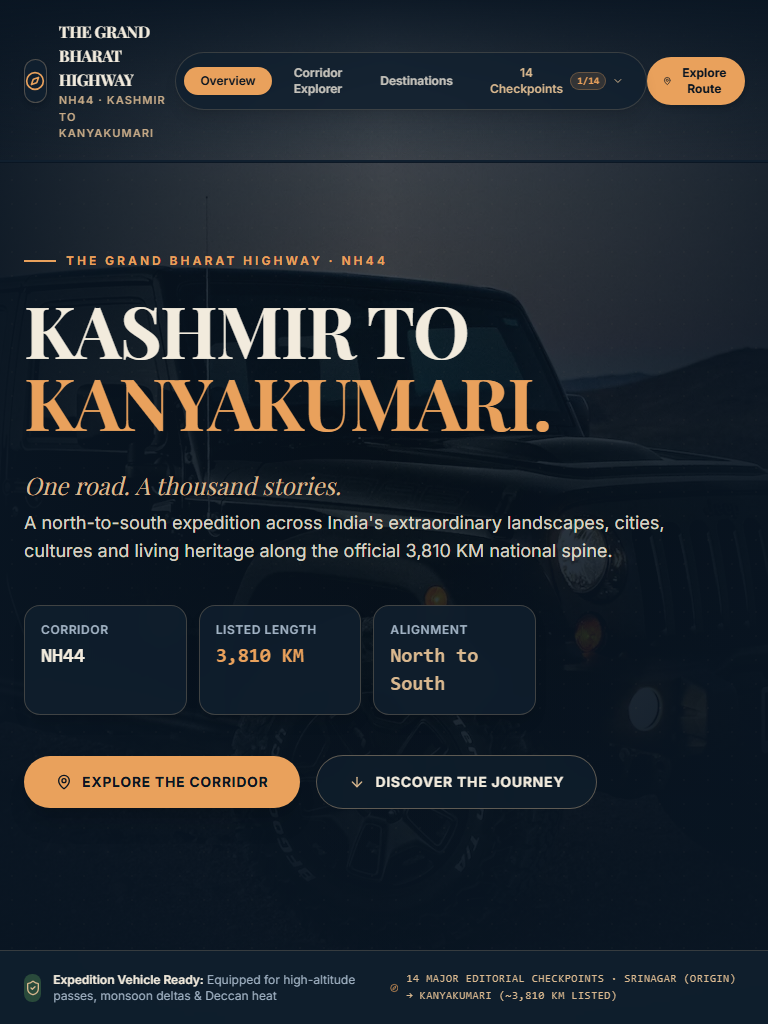 THE GRAND
BHARAT
HIGHWAY
NH44 · KASHMIR
TO
KANYAKUMARI
Overview
Corridor
Explorer
Destinations
14
Checkpoints
1/14
Explore
Route
THE GRAND BHARAT HIGHWAY · NH44
KASHMIR TO
KANYAKUMARI.
One road. A thousand stories.
A north-to-south expedition across India's extraordinary landscapes, cities,
cultures and living heritage along the official 3,810 KM national spine.
CORRIDOR
NH44
LISTED LENGTH
3,810 KM
ALIGNMENT
North to
South
EXPLORE THE CORRIDOR
↓ DISCOVER THE JOURNEY
Expedition Vehicle Ready: Equipped for high-altitude
passes, monsoon deltas & Deccan heat
14 MAJOR EDITORIAL CHECKPOINTS · SRINAGAR (ORIGIN)
→ KANYAKUMARI (~3,810 KM LISTED)